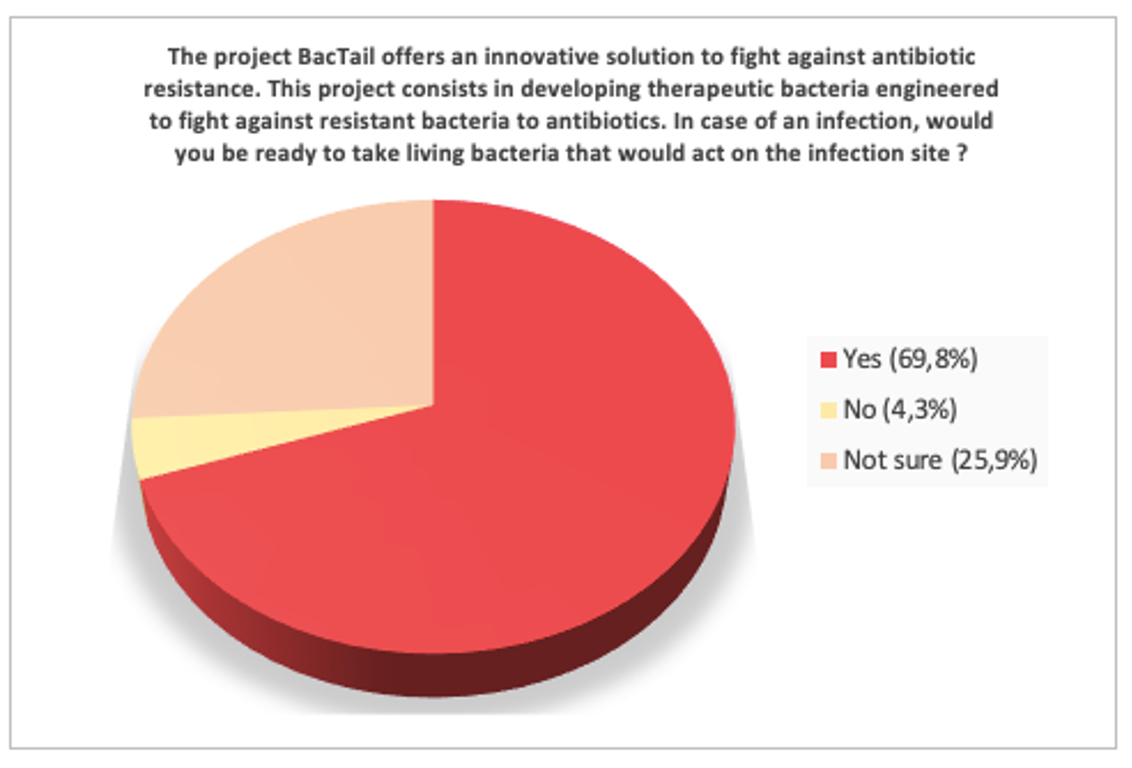 The project BacTail offers an innovative solution to fight against antibiotic
resistance. This project consists in developing therapeutic bacteria engineered
to fight against resistant bacteria to antibiotics. In case of an infection, would
you be ready to take living bacteria that would act on the infection site ?
Yes (69,8%)
No (4,3%)
Not sure (25,9%)